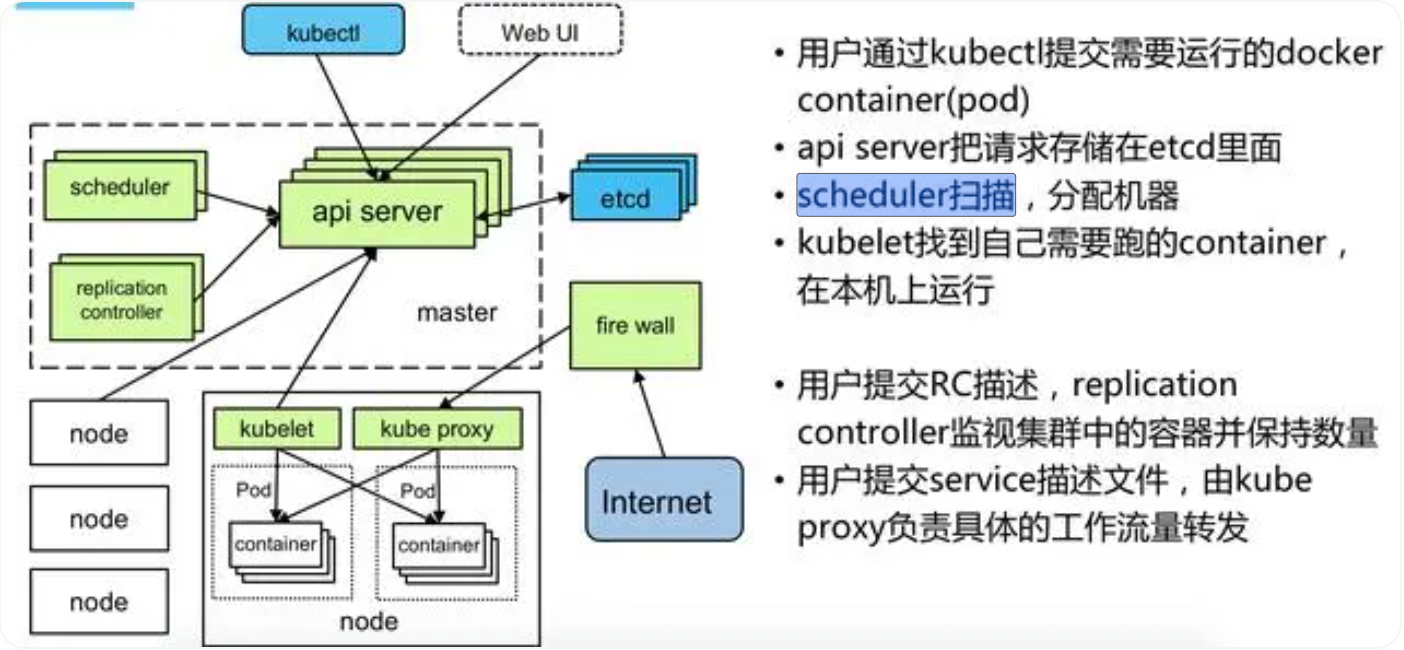 kubectl
Web UI
scheduler
api server
etcd
replication
controller
master
fire wall
node
node
node
kubelet
kube proxy
Pod
Pod
container
container
node
Internet
• 用户通过kubectl提交需要运行的docker
container(pod)
• api server把请求存储在etcd里面
• scheduler扫描，分配机器
• kubelet找到自己需要跑的container，
在本机上运行
• 用户提交RC描述，replication
controller监视集群中的容器并保持数量
• 用户提交service描述文件，由kube
proxy负责具体的工作流量转发